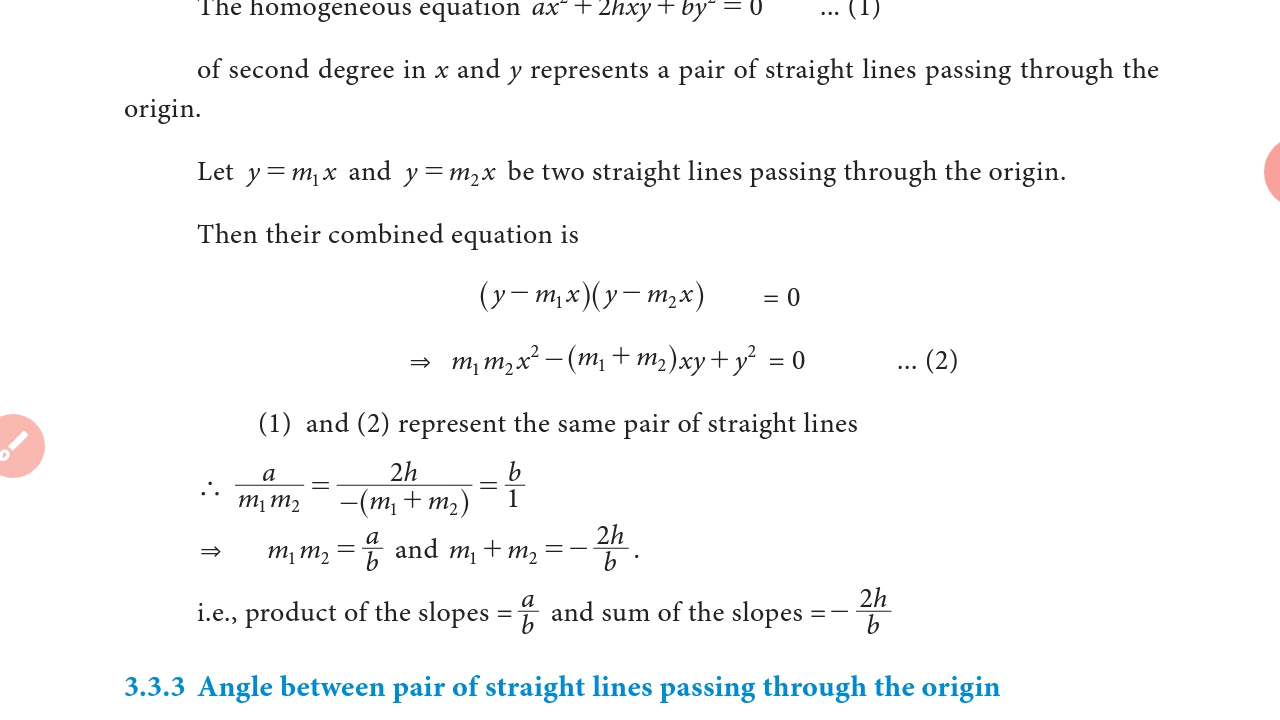 The homogeneous equation ax² + 2hxy + by² = 0 ... (1)
of second degree in x and y represents a pair of straight lines passing through the
origin.
Let y = m₁x and y = m₂x be two straight lines passing through the origin.
Then their combined equation is
(y − m₁x)(y − m₂x) = 0
⇒ m₁m₂x² − (m₁ + m₂)xy + y² = 0 ... (2)
(1) and (2) represent the same pair of straight lines
∴ a/(m₁m₂) = 2h/(−(m₁ + m₂)) = b/1
⇒ m₁m₂ = a/b and m₁ + m₂ = − 2h/b .
i.e., product of the slopes = a/b and sum of the slopes = − 2h/b
3.3.3 Angle between pair of straight lines passing through the origin